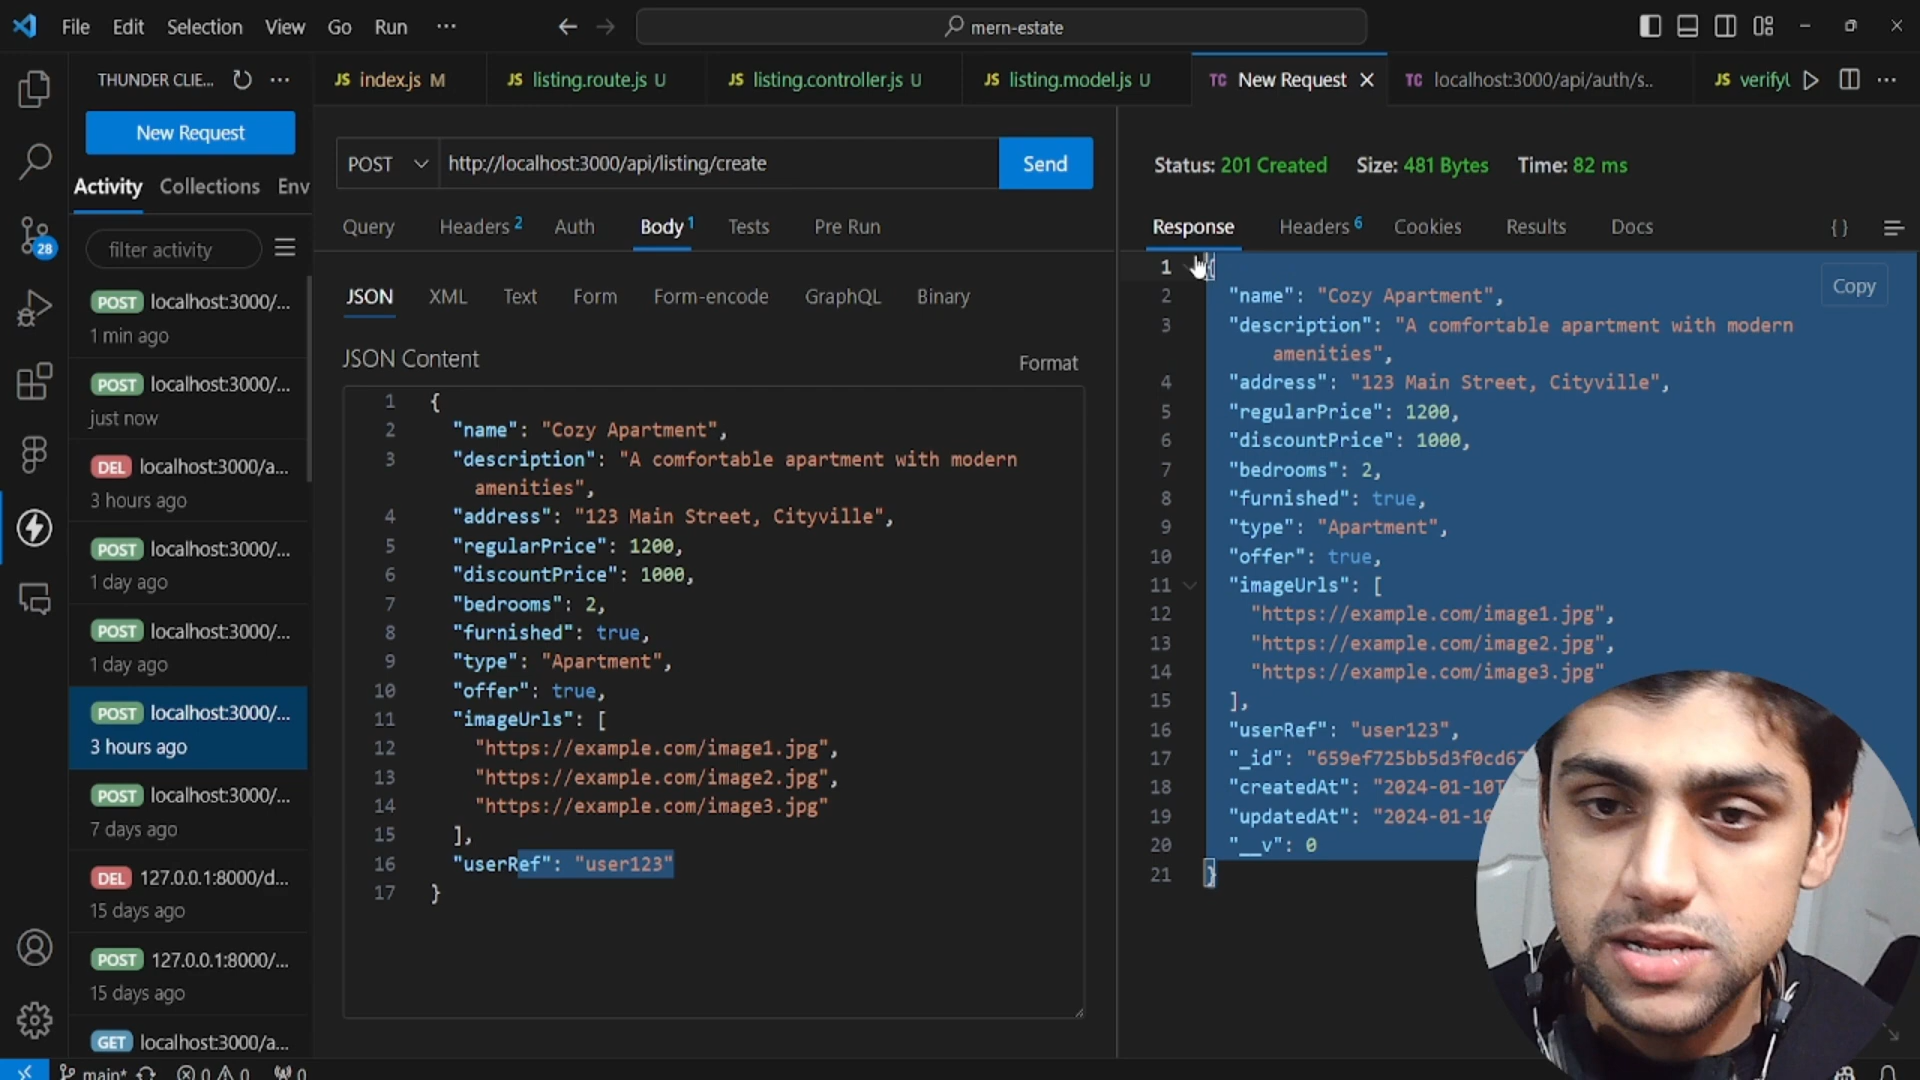 File Edit Selection View Go Run ···
mern-estate
THUNDER CLIE...
New Request
Activity Collections Env
filter activity
POST localhost:3000/...
1 min ago
POST localhost:3000/...
just now
DEL localhost:3000/a...
3 hours ago
POST localhost:3000/...
1 day ago
POST localhost:3000/...
1 day ago
POST localhost:3000/...
3 hours ago
POST localhost:3000/...
7 days ago
DEL 127.0.0.1:8000/d...
15 days ago
POST 127.0.0.1:8000/...
15 days ago
GET localhost:3000/a...
28
JS index.js M
JS listing.route.js U
JS listing.controller.js U
JS listing.model.js U
TC New Request
TC localhost:3000/api/auth/s..
JS verifyU
POST http://localhost:3000/api/listing/create Send
Query Headers 2 Auth Body 1 Tests Pre Run
JSON XML Text Form Form-encode GraphQL Binary
JSON Content
Format
1 {
2 "name": "Cozy Apartment",
3 "description": "A comfortable apartment with modern
amenities",
4 "address": "123 Main Street, Cityville",
5 "regularPrice": 1200,
6 "discountPrice": 1000,
7 "bedrooms": 2,
8 "furnished": true,
9 "type": "Apartment",
10 "offer": true,
11 "imageUrls": [
12 "https://example.com/image1.jpg",
13 "https://example.com/image2.jpg",
14 "https://example.com/image3.jpg"
15 ],
16 "userRef": "user123"
17 }
Status: 201 Created Size: 481 Bytes Time: 82 ms
Response Headers 6 Cookies Results Docs { }
Copy
1 {
2 "name": "Cozy Apartment",
3 "description": "A comfortable apartment with modern
amenities",
4 "address": "123 Main Street, Cityville",
5 "regularPrice": 1200,
6 "discountPrice": 1000,
7 "bedrooms": 2,
8 "furnished": true,
9 "type": "Apartment",
10 "offer": true,
11 "imageUrls": [
12 "https://example.com/image1.jpg",
13 "https://example.com/image2.jpg",
14 "https://example.com/image3.jpg"
15 ],
16 "userRef": "user123",
17 "_id": "659ef725bb5d3f0cd67
18 "createdAt": "2024-01-10T
19 "updatedAt": "2024-01-10
20 "__v": 0
21 }
main* 0 0 0